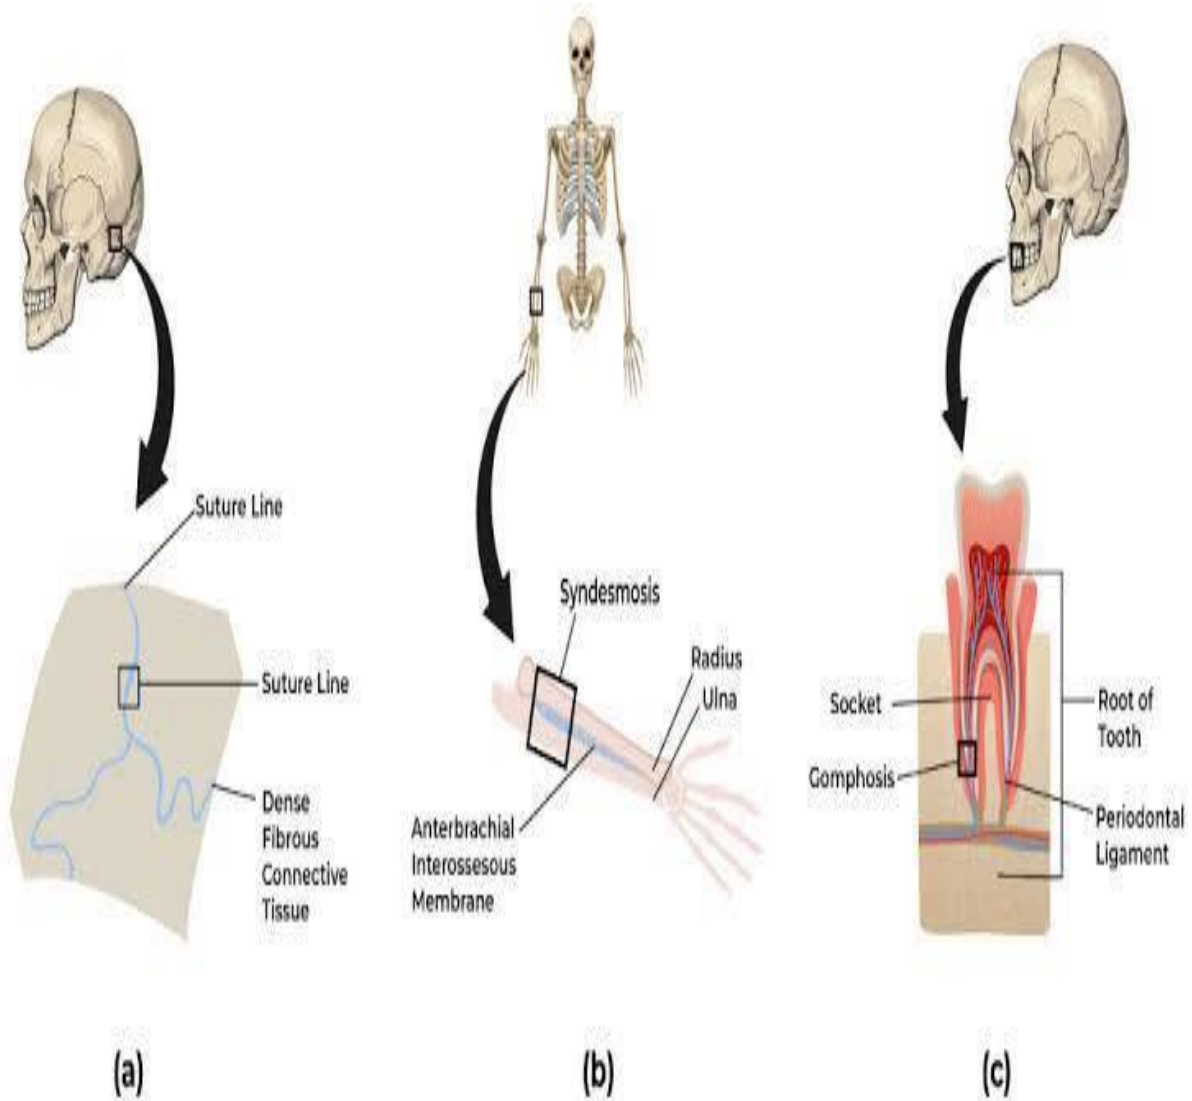 Suture Line
Suture Line
Dense
Fibrous
Connective
Tissue
(a)
Syndesmosis
Radius
Ulna
Anterbrachial
Interossesous
Membrane
(b)
Socket
Gomphosis
Root of
Tooth
Periodontal
Ligament
(c)